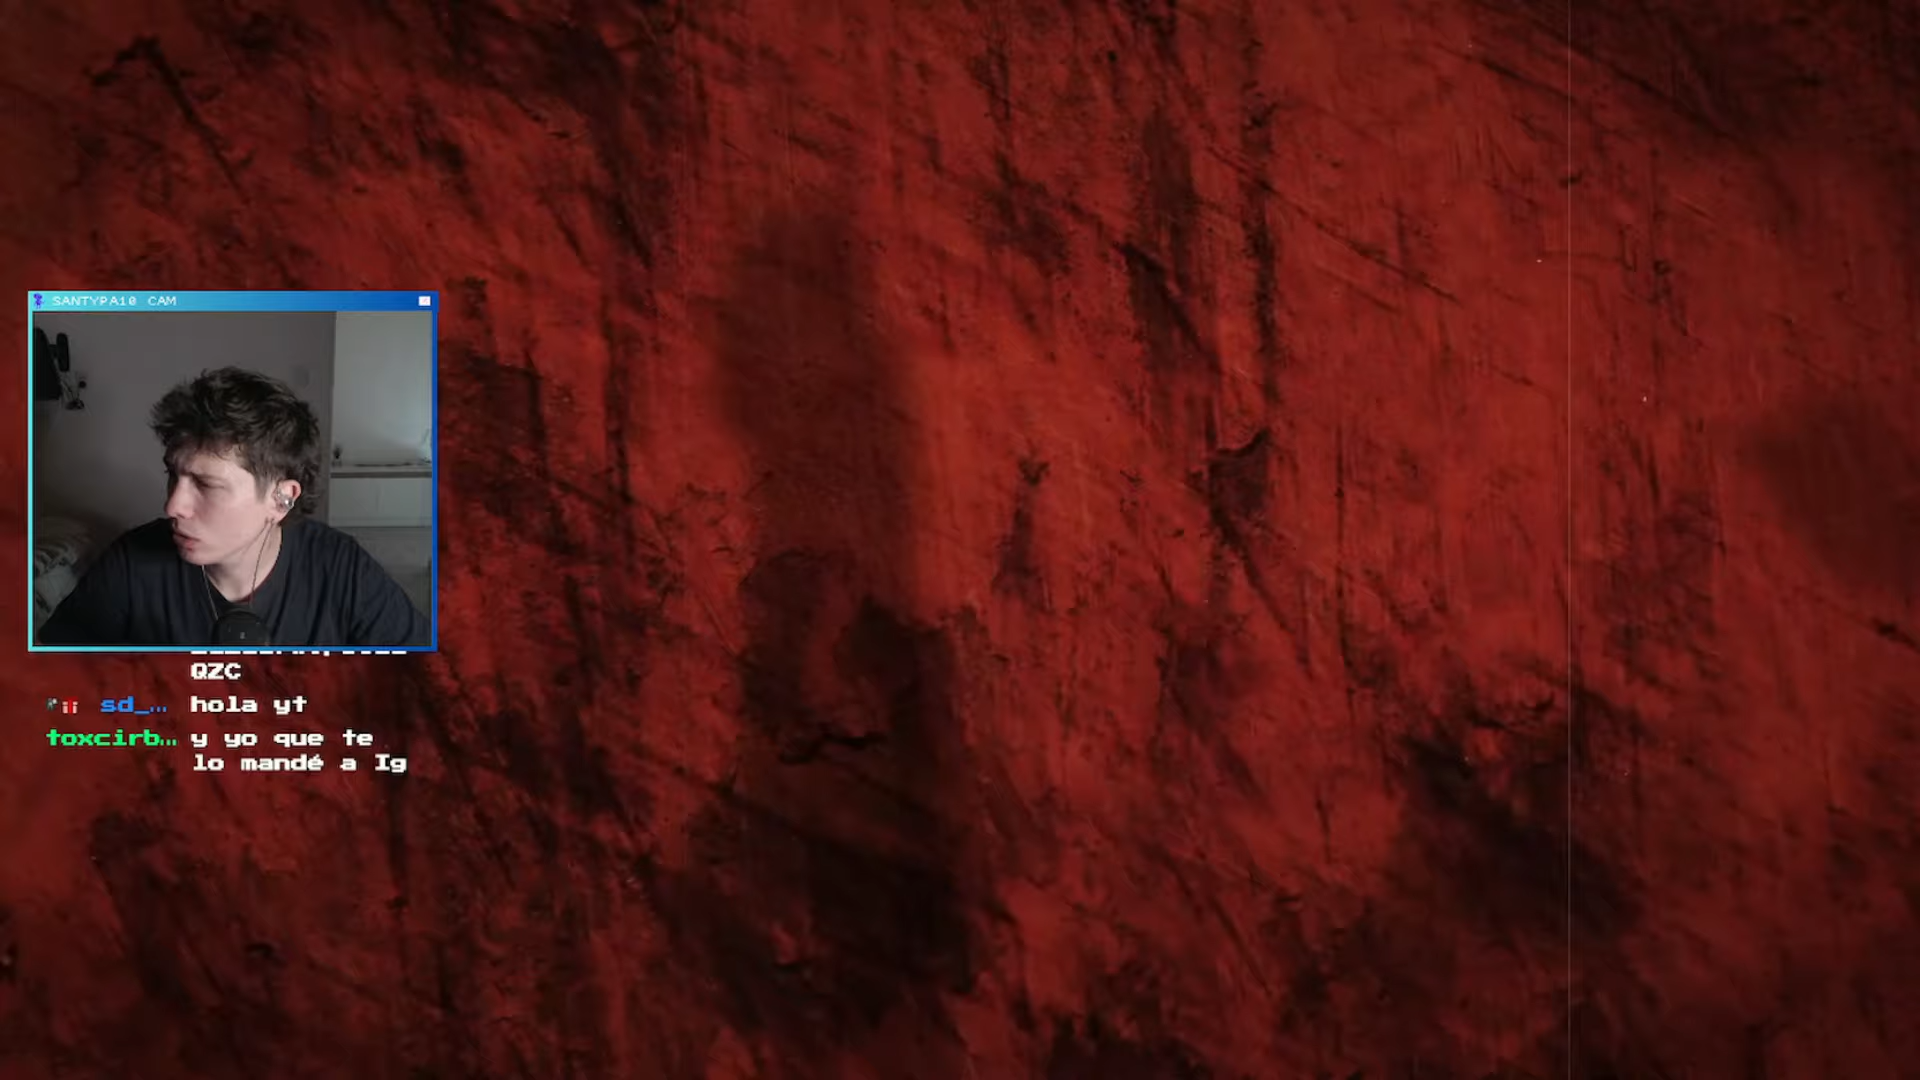 SANTYPA10 CAM
QZC
sd_... hola yt
toxcirb... y yo que te
lo mandé a Ig